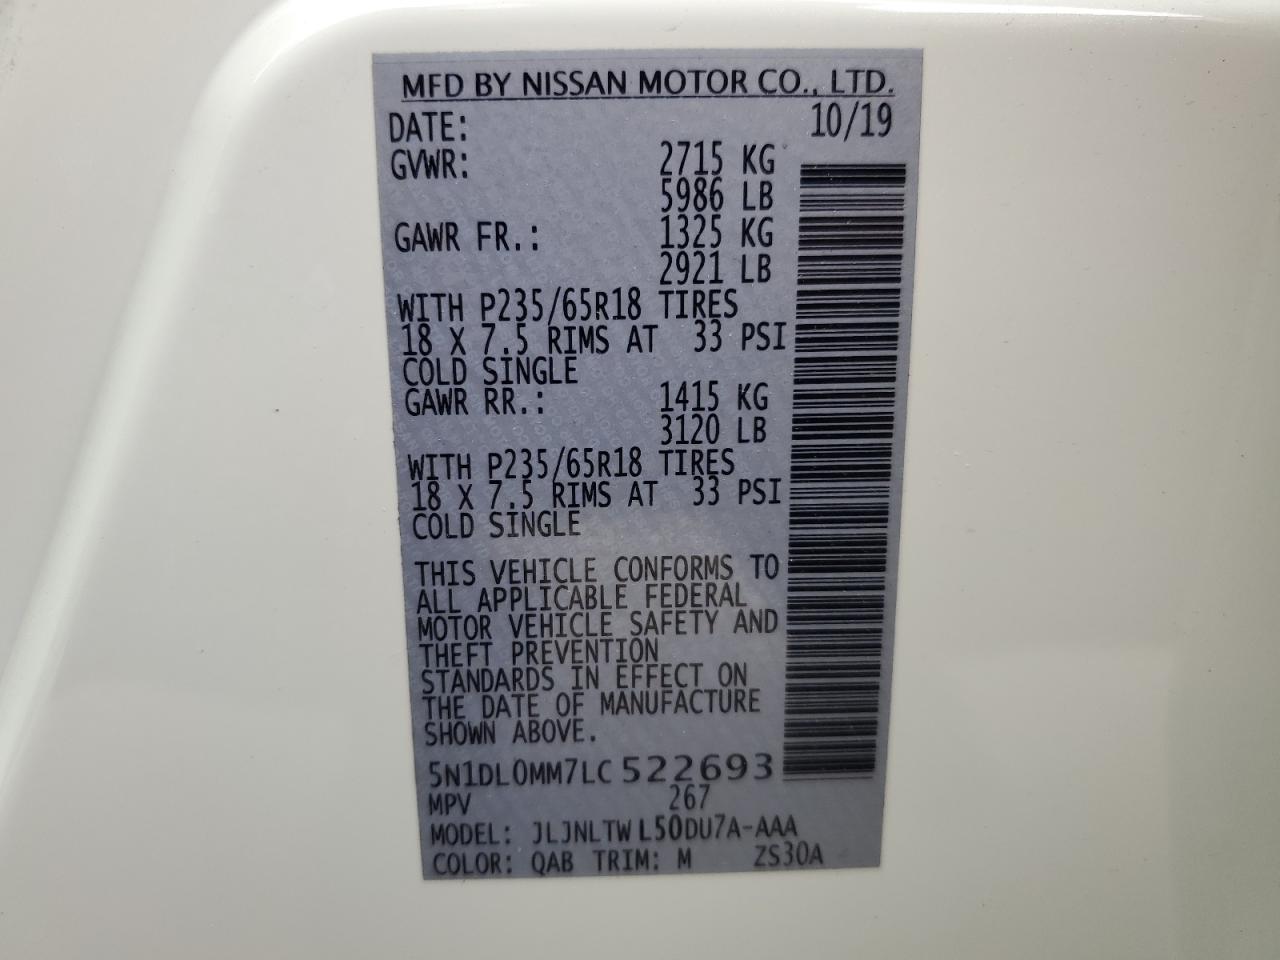 MFD BY NISSAN MOTOR CO., LTD.
DATE: 10/19
GVWR: 2715 KG
5986 LB
GAWR FR.: 1325 KG
2921 LB
WITH P235/65R18 TIRES
18 X 7.5 RIMS AT 33 PSI
COLD SINGLE
GAWR RR.: 1415 KG
3120 LB
WITH P235/65R18 TIRES
18 X 7.5 RIMS AT 33 PSI
COLD SINGLE
THIS VEHICLE CONFORMS TO
ALL APPLICABLE FEDERAL
MOTOR VEHICLE SAFETY AND
THEFT PREVENTION
STANDARDS IN EFFECT ON
THE DATE OF MANUFACTURE
SHOWN ABOVE.
5N1DL0MM7LC522693
MPV 267
MODEL: JLJNLTWL50DU7A-AAA
COLOR: QAB TRIM: M ZS30A